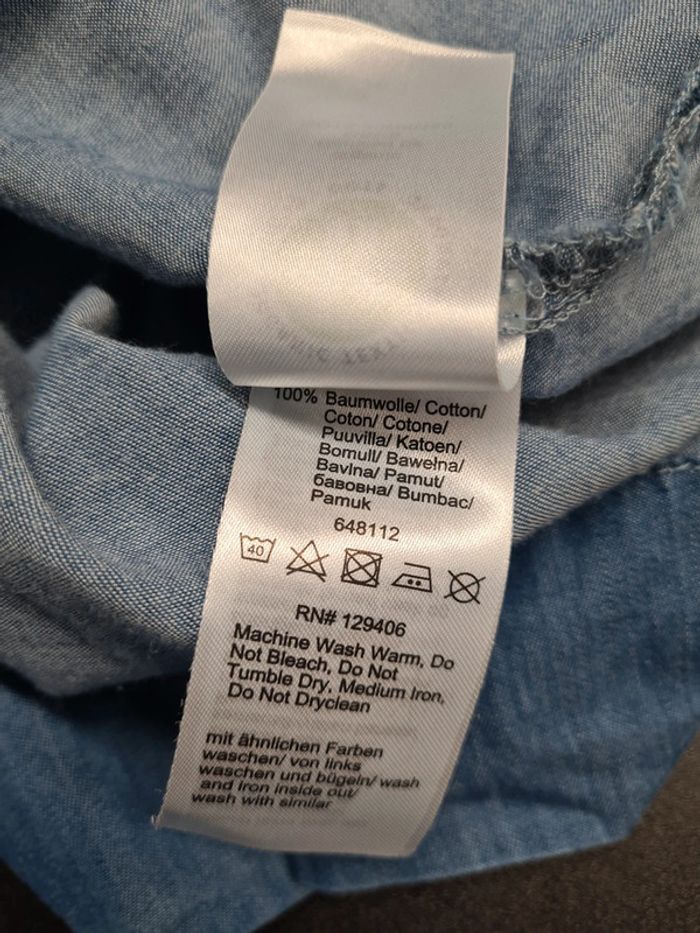 100% Baumwolle/ Cotton/
Coton/ Cotone/
Puuvilla/ Katoen/
Bomull/ Bawełna/
Bavlna/ Pamut/
бавовна/ Bumbac/
Pamuk
648112
40
RN# 129406
Machine Wash Warm, Do
Not Bleach, Do Not
Tumble Dry, Medium Iron,
Do Not Dryclean
mit ähnlichen Farben
waschen/ von links
waschen und bügeln/ wash
and iron inside out/
wash with similar